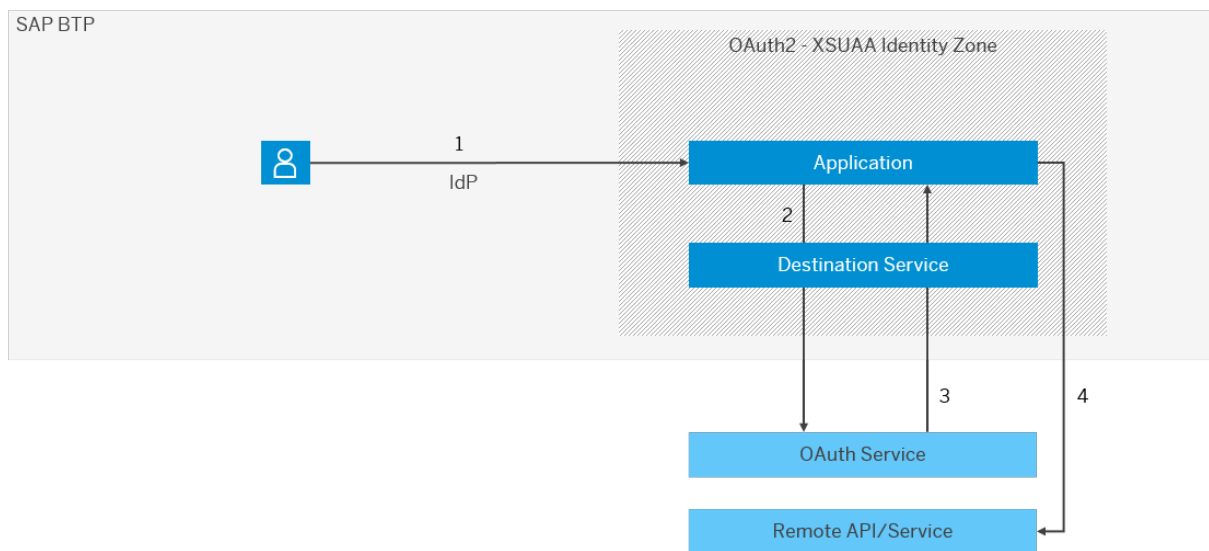 SAP BTP
OAuth2 - XSUAA Identity Zone
1
IdP
Application
2
Destination Service
3
4
OAuth Service
Remote API/Service